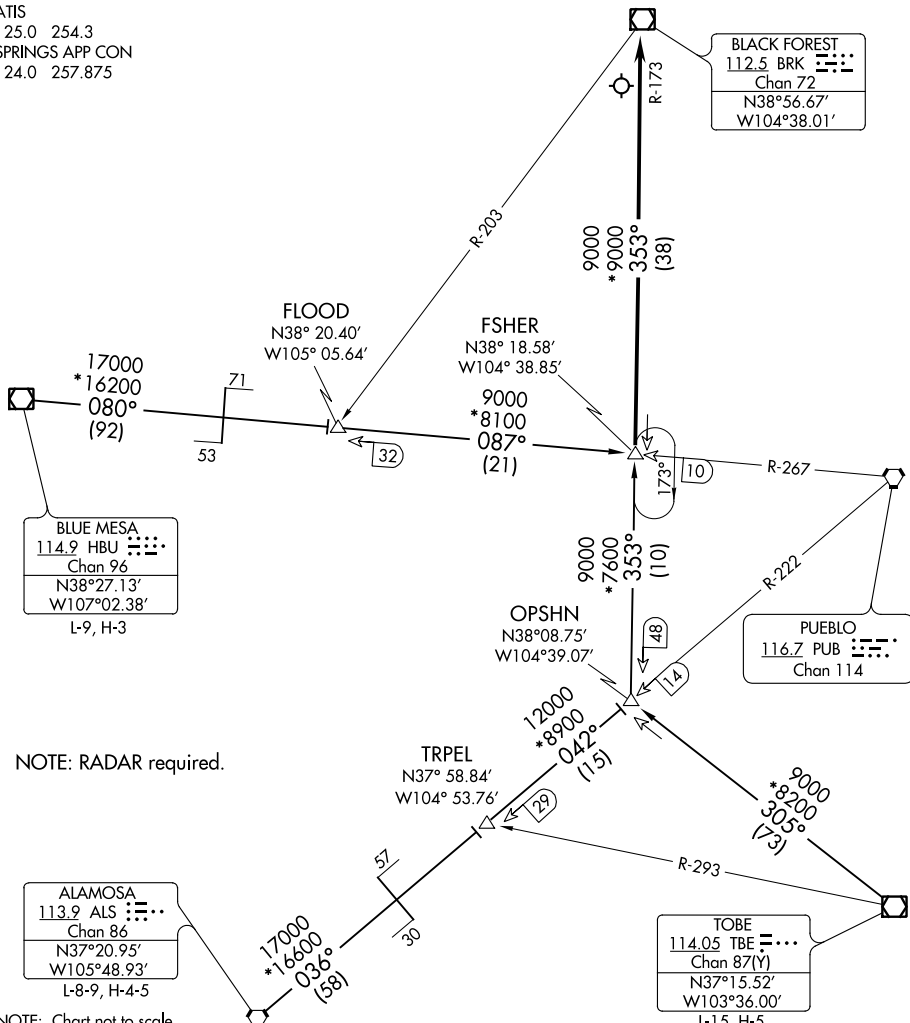 ATIS
25.0 254.3
SPRINGS APP CON
24.0 257.875
BLACK FOREST
112.5 BRK
Chan 72
N38°56.67'
W104°38.01'
R-173
R-203
9000
*9000
353°
(38)
FLOOD
N38° 20.40'
W105° 05.64'
FSHER
N38° 18.58'
W104° 38.85'
17000
*16200
080°
(92)
71
53
9000
*8100
087°
(21)
32
173°
10
R-267
BLUE MESA
114.9 HBU
Chan 96
N38°27.13'
W107°02.38'
L-9, H-3
9000
*7600
353°
(10)
R-222
OPSHN
N38°08.75'
W104°39.07'
48
14
PUEBLO
116.7 PUB
Chan 114
NOTE: RADAR required.
TRPEL
N37° 58.84'
W104° 53.76'
12000
*8900
042°
(15)
29
9000
*8200
305°
(73)
R-293
57
30
ALAMOSA
113.9 ALS
Chan 86
N37°20.95'
W105°48.93'
L-8-9, H-4-5
17000
*16600
036°
(58)
TOBE
114.05 TBE
Chan 87(Y)
N37°15.52'
W103°36.00'
L-15, H-5
NOTE: Chart not to scale